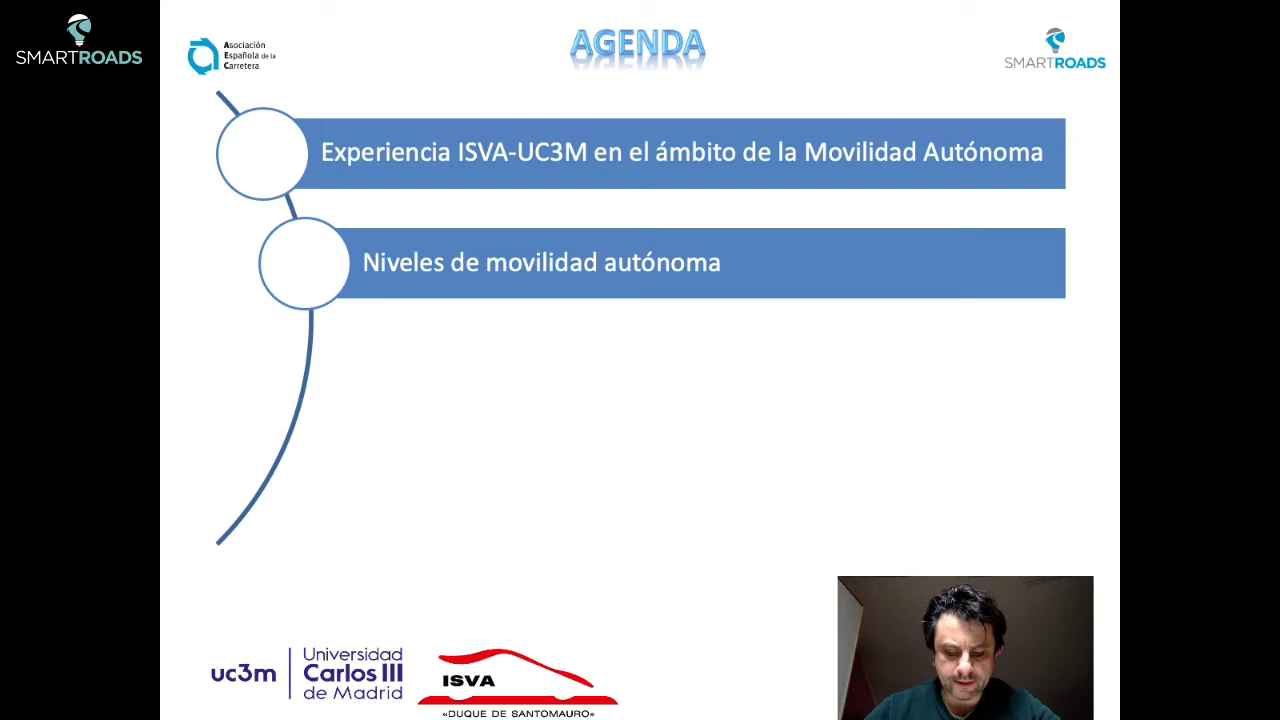 SMARTROADS
Asociación
Española de la
Carretera
AGENDA
SMARTROADS
Experiencia ISVA-UC3M en el ámbito de la Movilidad Autónoma
Niveles de movilidad autónoma
uc3m
Universidad
Carlos III
de Madrid
ISVA
«DUQUE DE SANTOMAURO»